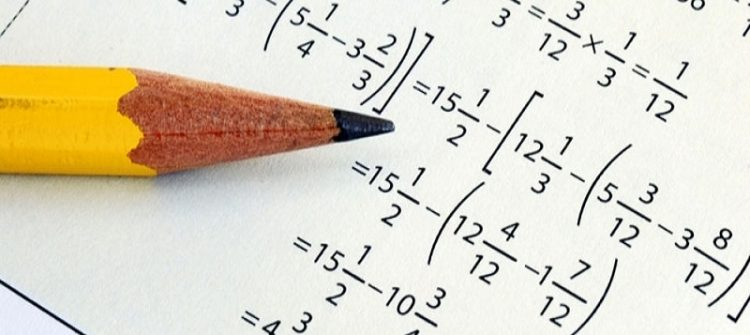 3 - (5 1/4 - 3 2/3)] = 15 1/2 - [12 1/3 - (5 3/12 - 3 8/12)]
= 15 1/2 - (12 4/12 - 1 7/12)
= 15 1/2 - 10 3/4
= 4 3
3 = 3/12 × 1/3 = 1/12